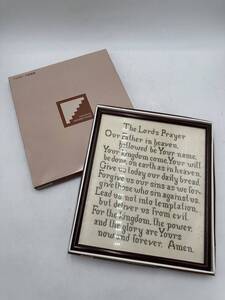 The Lord's Prayer
Our Father in heaven,
hallowed be Your name,
Your kingdom come, Your will
be done, on earth as in heaven.
Give us today our daily bread.
Forgive us our sins as we for-
give those who sin against us.
Lead us not into temptation,
but deliver us from evil.
For the kingdom, the power,
and the glory are Yours
now and forever. Amen.